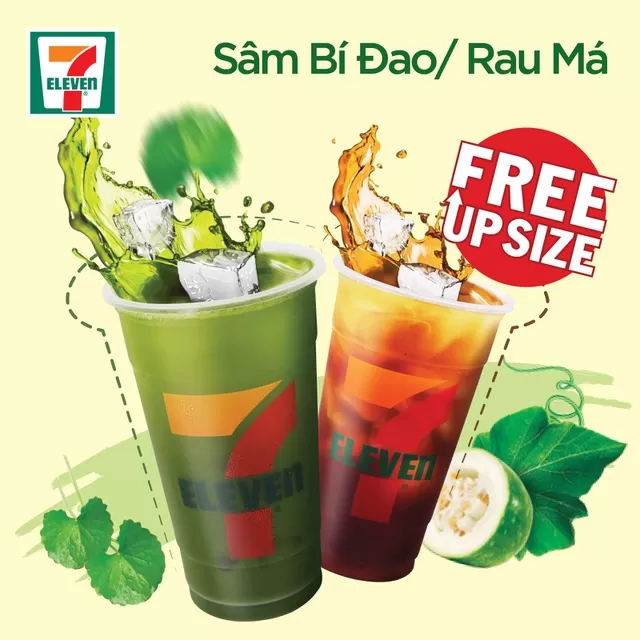 7
ELEVEN
®
Sâm Bí Đao/ Rau Má
FREE
UP SIZE
7
ELEVEN
®
7
ELEVEN
®